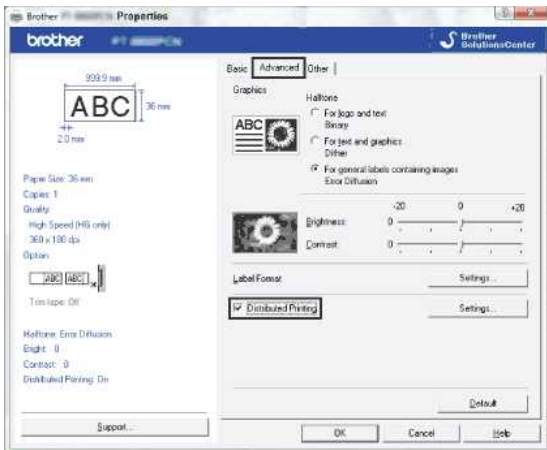 Brother Properties
brother
Brother
SolutionsCenter
999.9 mm
ABC
36 mm
2.0 mm
Paper Size: 36 mm
Copies: 1
Quality:
High Speed (HG only)
360 x 180 dpi
Option:
ABC ABC
Trim tape: Off
Halftone: Error Diffusion
Bright: 0
Contrast: 0
Distributed Printing: On
Support...
Basic Advanced Other
Graphics
ABC
Halftone
For logo and text
Binary
For text and graphics
Dither
For general labels containing images
Error Diffusion
-20 0 +20
Brightness: 0
Contrast: 0
Label Format
Settings...
Distributed Printing
Settings...
Default
OK Cancel Help